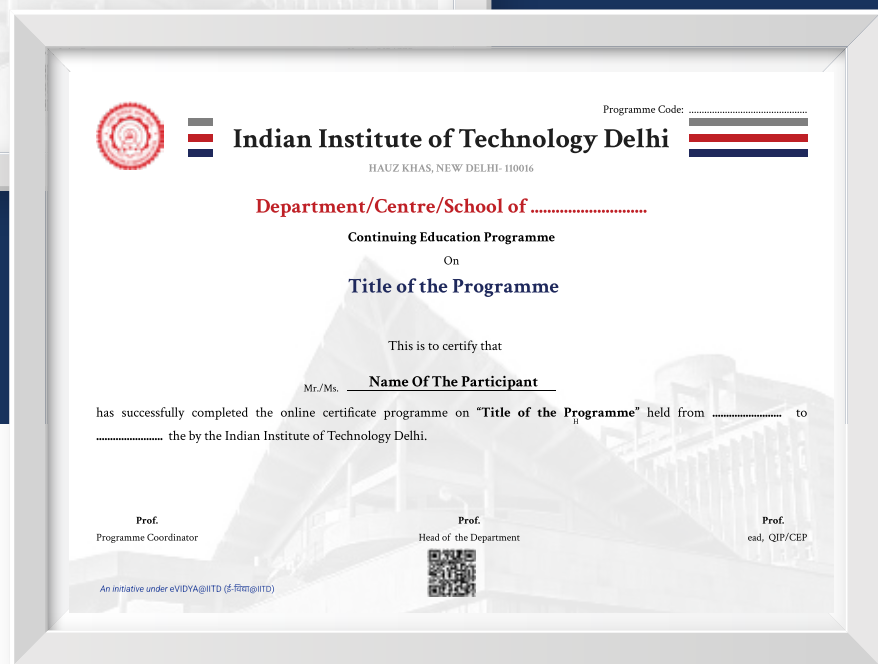 Programme Code: ............................................
Indian Institute of Technology Delhi
HAUZ KHAS, NEW DELHI- 110016
Department/Centre/School of ............................
Continuing Education Programme
On
Title of the Programme
This is to certify that
Mr./Ms. Name Of The Participant
has successfully completed the online certificate programme on “Title of the Programme” held from .......................... to
H
......................... the by the Indian Institute of Technology Delhi.
Prof. Prof. Prof.
Programme Coordinator Head of the Department ead, QIP/CEP
An initiative under eVIDYA@IITD (ई-विद्या@IITD)